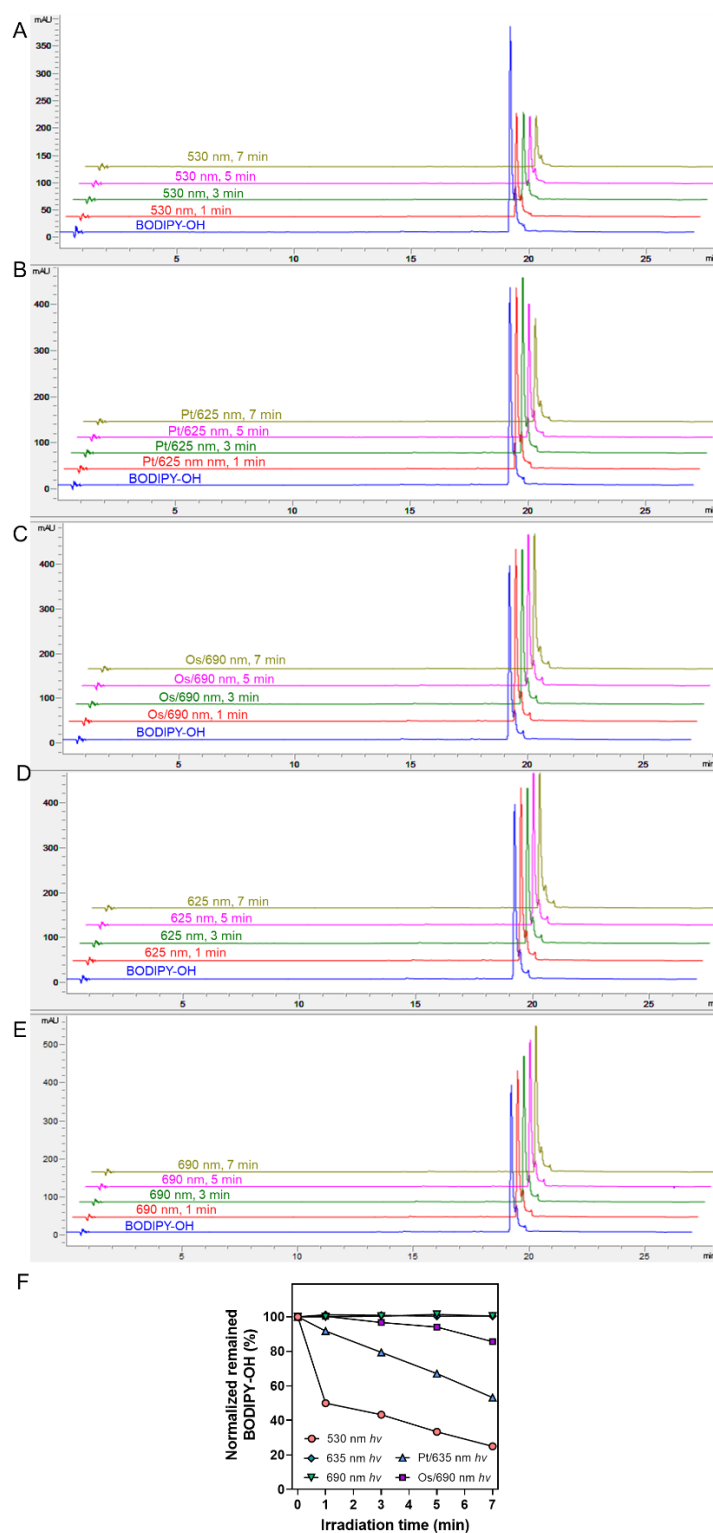 A
mAU
350
300
250
200
150
100
50
0
530 nm, 7 min
530 nm, 5 min
530 nm, 3 min
530 nm, 1 min
BODIPY-OH
5
10
15
20
25
min
B
mAU
400
300
200
100
0
Pt/625 nm, 7 min
Pt/625 nm, 5 min
Pt/625 nm, 3 min
Pt/625 nm nm, 1 min
BODIPY-OH
5
10
15
20
25
min
C
mAU
400
300
200
100
0
Os/690 nm, 7 min
Os/690 nm, 5 min
Os/690 nm, 3 min
Os/690 nm, 1 min
BODIPY-OH
5
10
15
20
25
D
400
300
200
100
0
625 nm, 7 min
625 nm, 5 min
625 nm, 3 min
625 nm, 1 min
BODIPY-OH
5
10
15
20
25
E
mAU
500
400
300
200
100
0
690 nm, 7 min
690 nm, 5 min
690 nm, 3 min
690 nm, 1 min
BODIPY-OH
5
10
15
20
25
F
Normalized remained
BODIPY-OH (%)
100
80
60
40
20
0
530 nm hv
635 nm hv
690 nm hv
Pt/635 nm hv
Os/690 nm hv
0 1 2 3 4 5 6 7
Irradiation time (min)